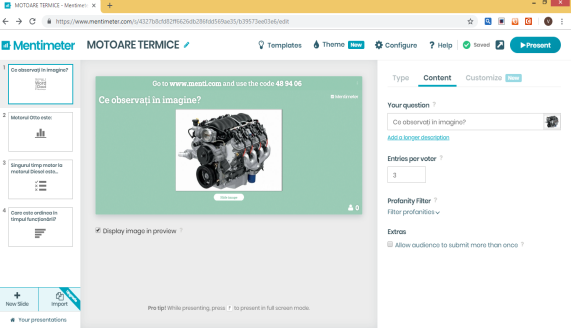 MOTOARE TERMICE - Mentimet
https://www.mentimeter.com/s/4327b8cfd82ff6626db286fdd569ae35/b39573ee03e6/edit
Mentimeter
MOTOARE TERMICE
Templates
Theme New
Configure
? Help
Saved
Present
1
Ce observați în imagine?
Word Cloud
2
Motorul Otto este:
3
Singurul timp motor la
motorul Diesel este...
4
Care este ordinea în
timpul funcționării?
New Slide
Import
Your presentations
Go to www.menti.com and use the code 48 94 06
Ce observați în imagine?
Mentimeter
0
Display image in preview ?
Pro tip! While presenting, press f to present in full screen mode.
Type
Content
Customize New
Your question ?
Ce observați în imagine?
Add a longer description
Entries per voter ?
3
Profanity Filter ?
Filter profanities
Extras
Allow audience to submit more than once ?